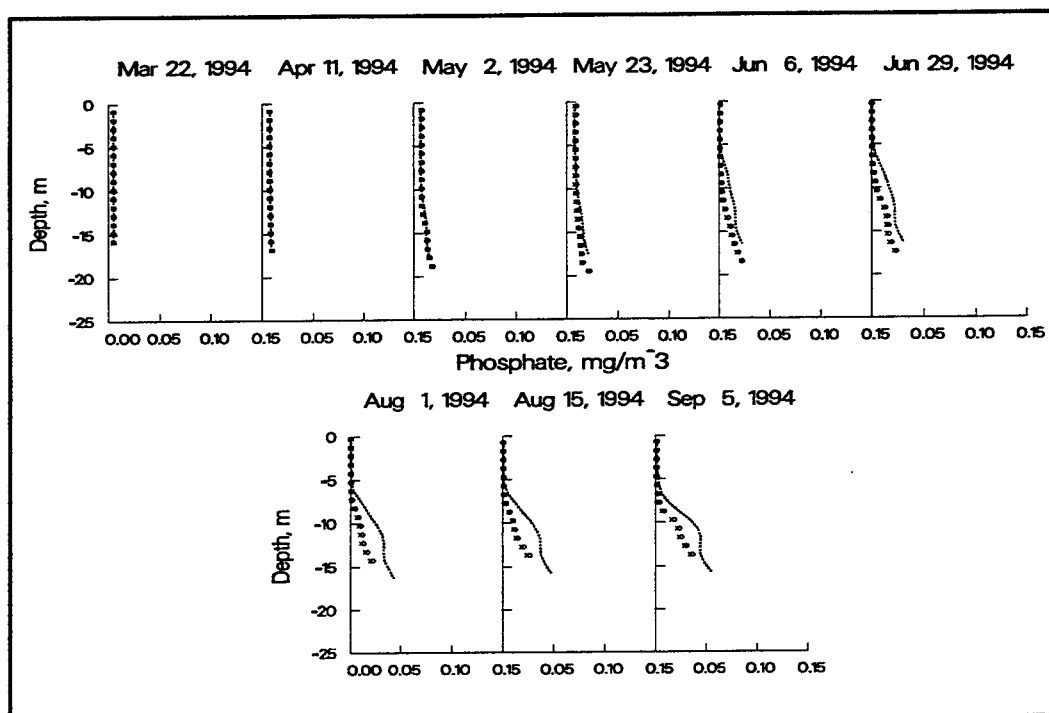 Mar 22, 1994 Apr 11, 1994 May 2, 1994 May 23, 1994 Jun 6, 1994 Jun 29, 1994
0
-5
-10
-15
-20
-25
Depth, m
0.00 0.05 0.10 0.15 0.05 0.10 0.15 0.05 0.10 0.15 0.05 0.10 0.15 0.05 0.10 0.15 0.05 0.10 0.15
Phosphate, mg/m^3
Aug 1, 1994 Aug 15, 1994 Sep 5, 1994
0
-5
-10
-15
-20
-25
Depth, m
0.00 0.05 0.10 0.15 0.05 0.10 0.15 0.05 0.10 0.15